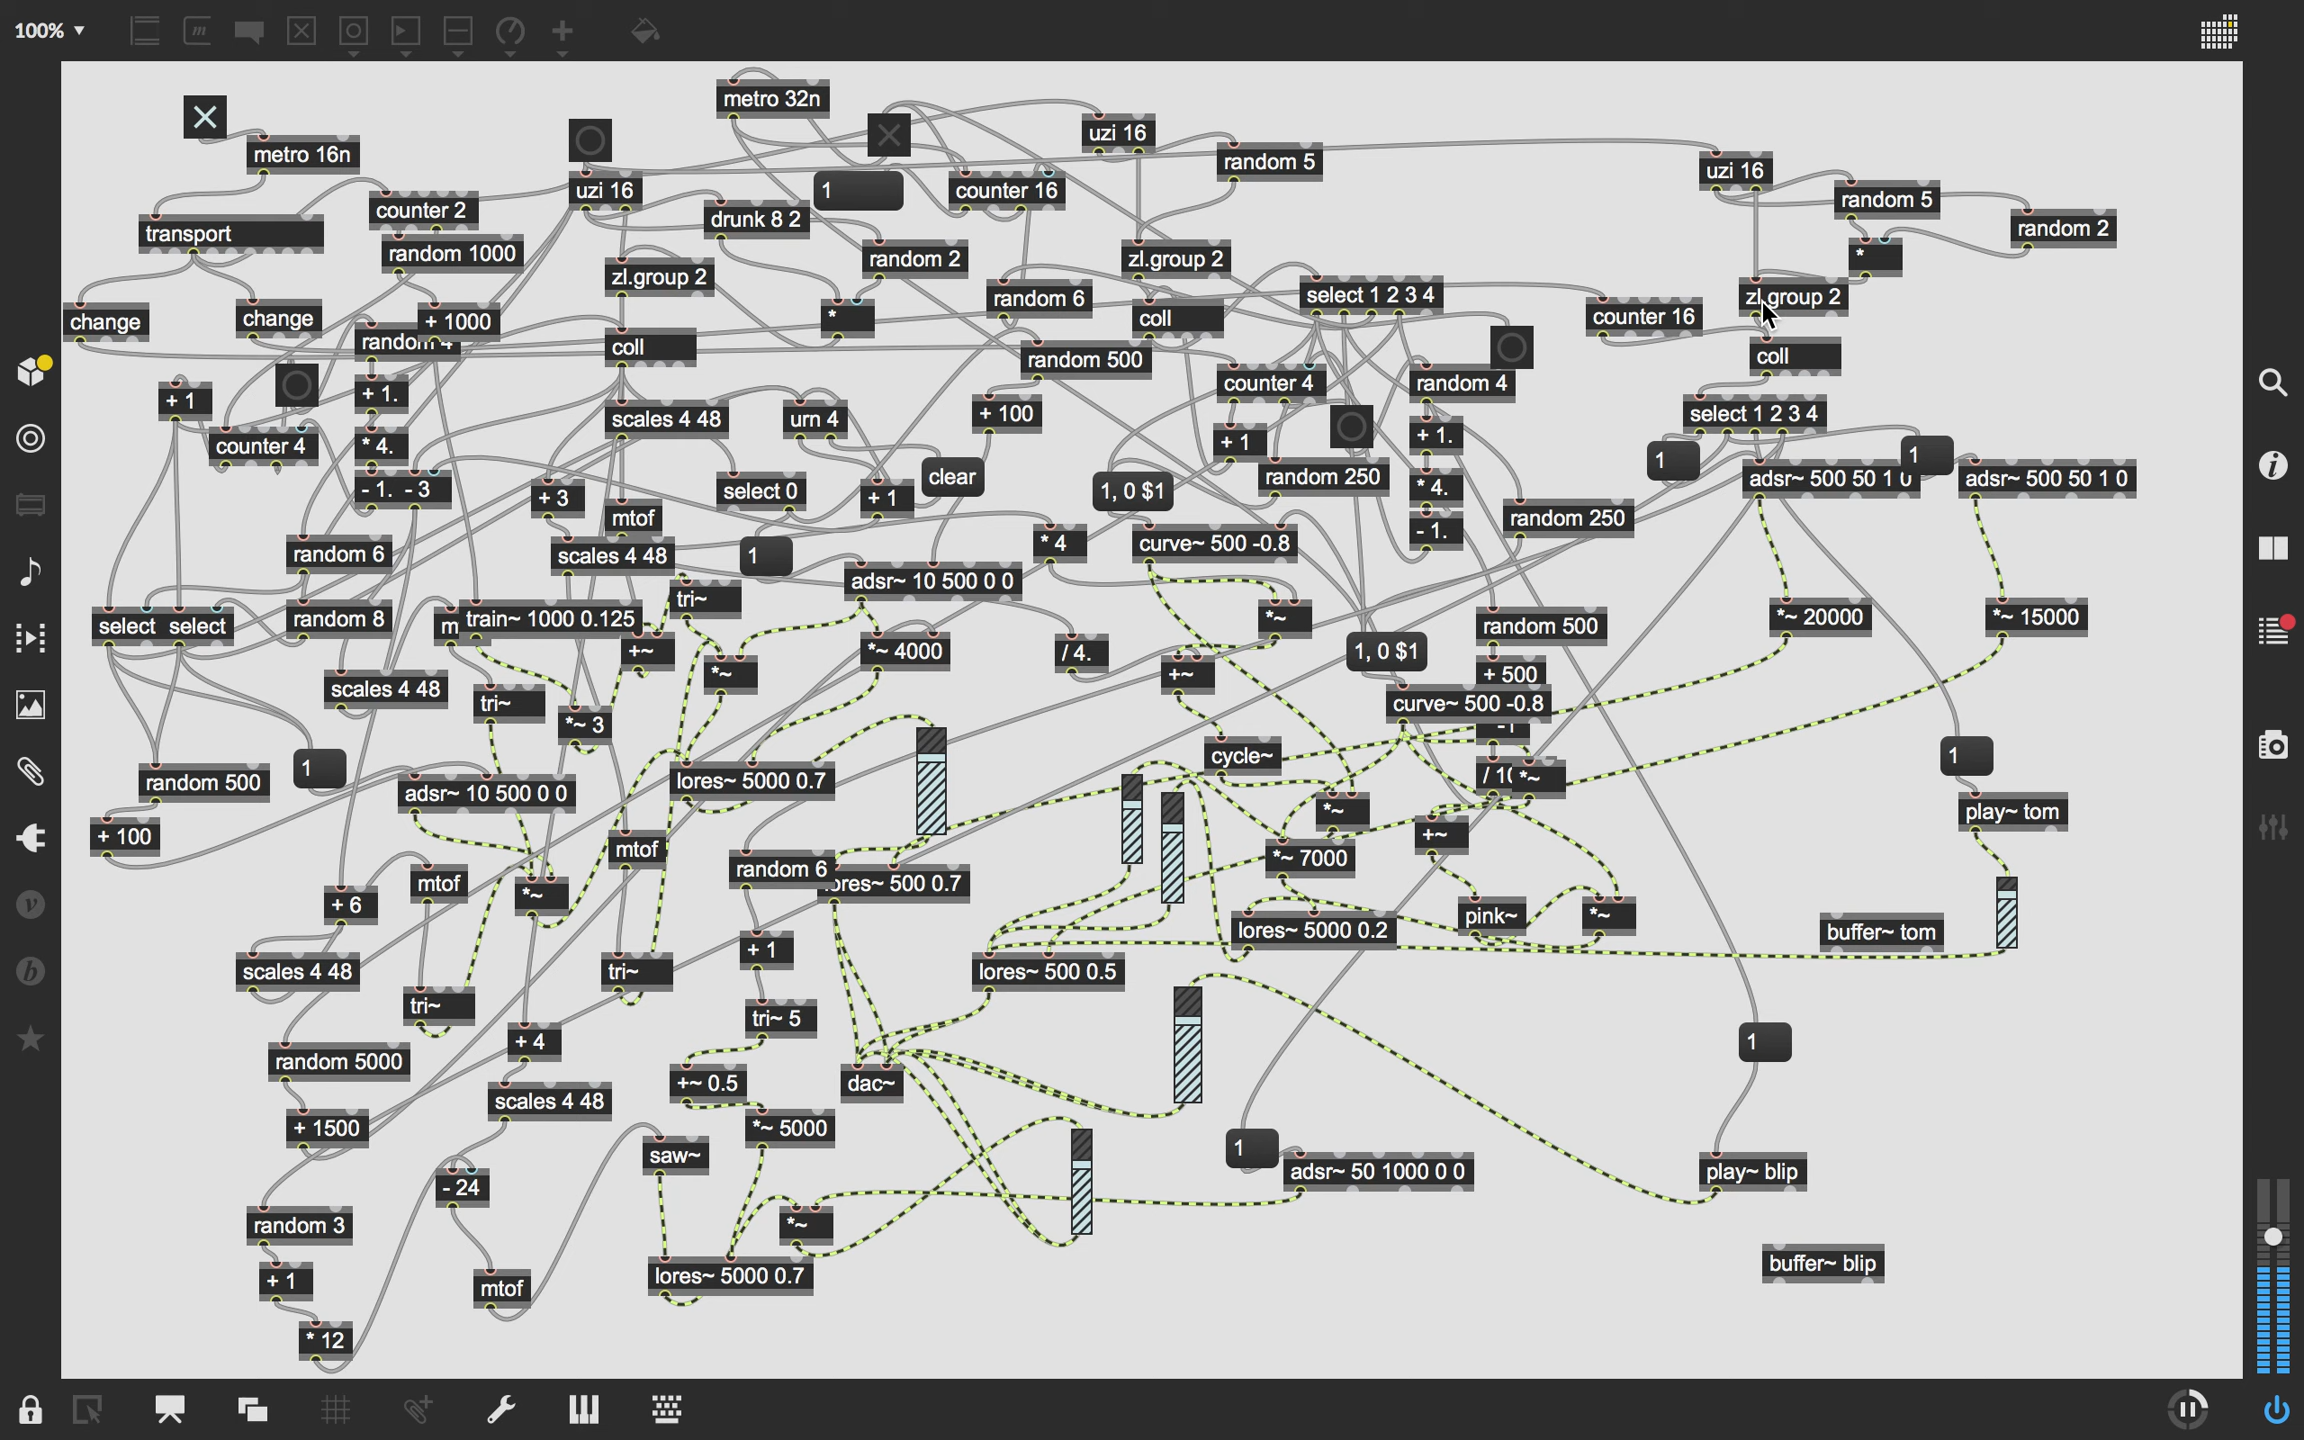 100%
metro 32n
metro 16n
uzi 16
random 5
uzi 16
uzi 16
1
counter 16
random 5
counter 2
drunk 8 2
random 2
transport
random 1000
random 2
zl.group 2
*
zl.group 2
random 6
select 1 2 3 4
zl.group 2
change
change
+ 1000
*
coll
counter 16
random 4
coll
random 500
coll
+ 1
+ 1.
counter 4
random 4
scales 4 48
urn 4
+ 100
select 1 2 3 4
counter 4
* 4.
+ 1
+ 1.
1
1
- 1.
- 3
+ 3
select 0
+ 1
clear
1, 0 $1
random 250
* 4.
adsr~ 500 50 1 0
adsr~ 500 50 1 0
mtof
random 250
- 1.
random 6
scales 4 48
1
adsr~ 10 500 0 0
* 4
curve~ 500 -0.8
tri~
select
select
random 8
train~ 1000 0.125
+~
*~ 4000
/ 4.
*~
random 500
*~ 20000
*~ 15000
1, 0 $1
scales 4 48
tri~
*~
+~
+ 500
*~ 3
curve~ 500 -0.8
1
random 500
adsr~ 10 500 0 0
lores~ 5000 0.7
cycle~
*~
1
+ 100
mtof
*~
+~
play~ tom
random 6
*~ 7000
+ 6
mtof
*~
pink~
*~
lores~ 5000 0.2
buffer~ tom
+ 1
scales 4 48
tri~
lores~ 500 0.5
tri~
tri~ 5
+ 4
1
random 5000
+~ 0.5
dac~
scales 4 48
+ 1500
*~ 5000
saw~
1
adsr~ 50 1000 0 0
play~ blip
- 24
random 3
*~
+ 1
mtof
lores~ 5000 0.7
buffer~ blip
* 12